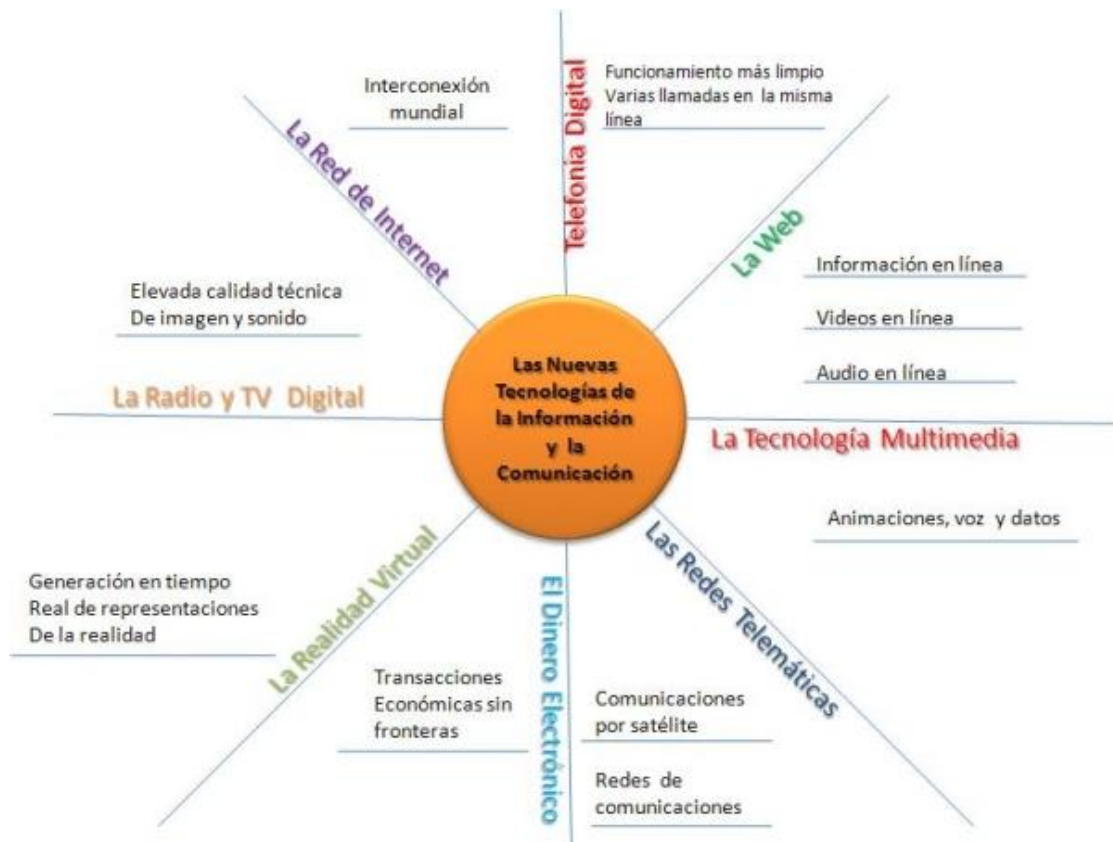 Interconexión
mundial
La Red de Internet
Telefonía Digital
Funcionamiento más limpio
Varias llamadas en la misma
línea
La Web
Información en línea
Videos en línea
Audio en línea
Elevada calidad técnica
De imagen y sonido
La Radio y TV Digital
Las Nuevas
Tecnologías de
la Información
y la
Comunicación
La Tecnología Multimedia
Animaciones, voz y datos
Las Redes Telemáticas
Comunicaciones
por satélite
Redes de
comunicaciones
El Dinero Electrónico
Transacciones
Económicas sin
fronteras
La Realidad Virtual
Generación en tiempo
Real de representaciones
De la realidad